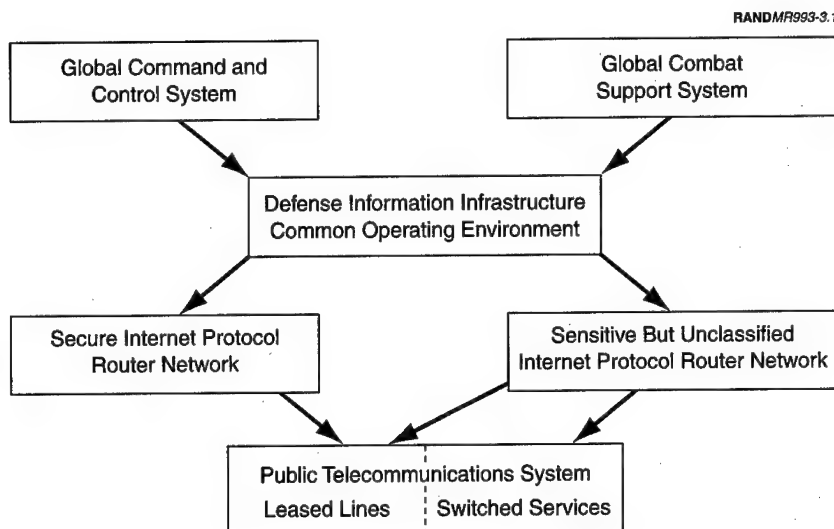 RANDMR993-3.1
Global Command and
Control System
Global Combat
Support System
Defense Information Infrastructure
Common Operating Environment
Secure Internet Protocol
Router Network
Sensitive But Unclassified
Internet Protocol Router Network
Public Telecommunications System
Leased Lines
Switched Services